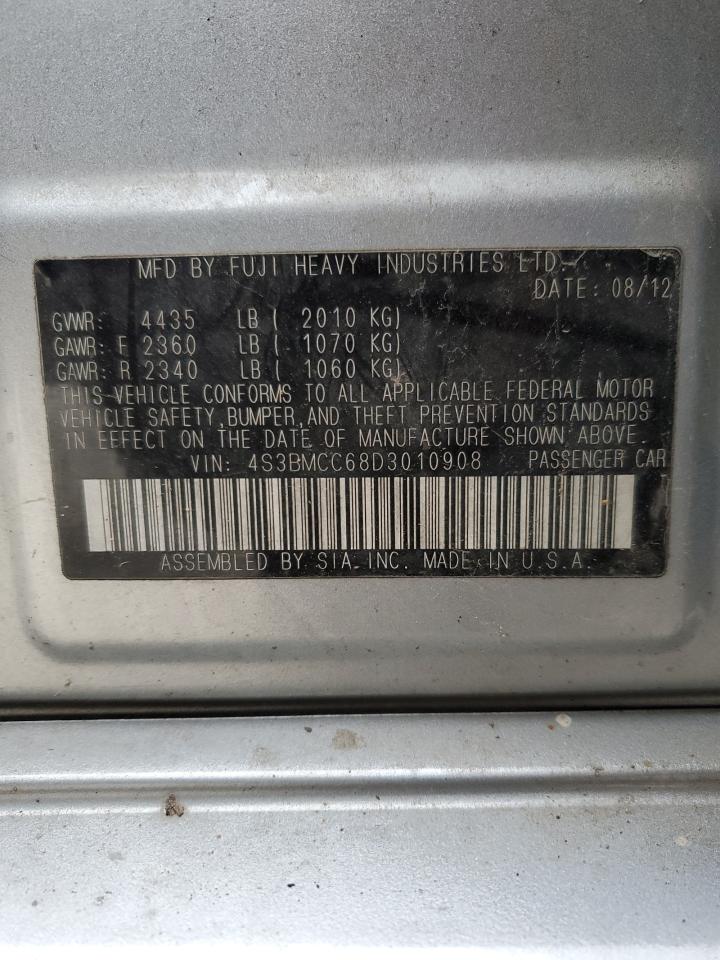 MFD BY FUJI HEAVY INDUSTRIES LTD.
DATE: 08/12
GVWR: 4435 LB ( 2010 KG)
GAWR: F 2360 LB ( 1070 KG)
GAWR: R 2340 LB ( 1060 KG)
THIS VEHICLE CONFORMS TO ALL APPLICABLE FEDERAL MOTOR
VEHICLE SAFETY, BUMPER, AND THEFT PREVENTION STANDARDS
IN EFFECT ON THE DATE OF MANUFACTURE SHOWN ABOVE.
VIN: 4S3BMCC68D3010908 PASSENGER CAR
ASSEMBLED BY SIA INC. MADE IN U.S.A.